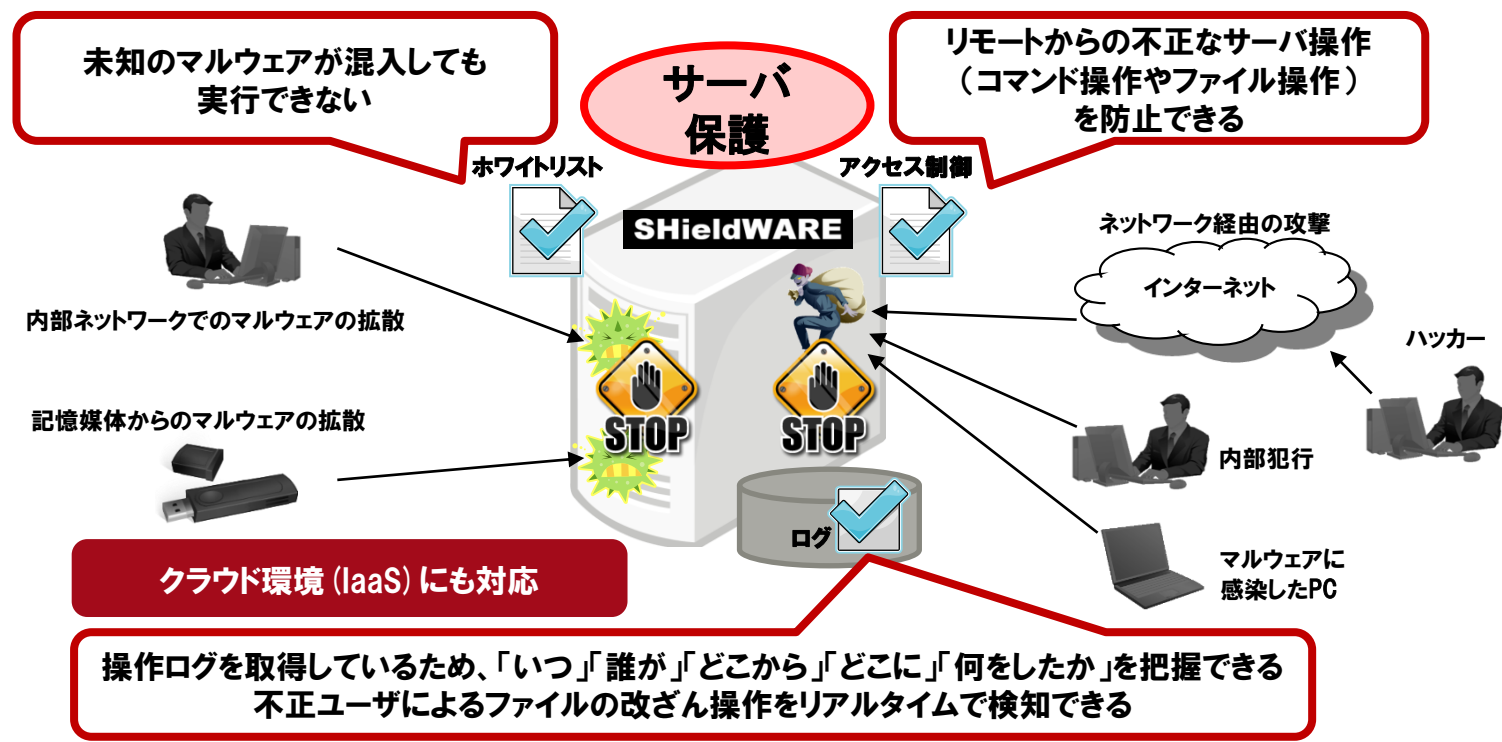 未知のマルウェアが混入しても
実行できない
サーバ
保護
リモートからの不正なサーバ操作
（コマンド操作やファイル操作）
を防止できる
ホワイトリスト
アクセス制御
SHieldWARE
ネットワーク経由の攻撃
インターネット
内部ネットワークでのマルウェアの拡散
ハッカー
記憶媒体からのマルウェアの拡散
STOP
STOP
内部犯行
ログ
マルウェアに
感染したPC
クラウド環境(IaaS)にも対応
操作ログを取得しているため、「いつ」「誰が」「どこから」「どこに」「何をしたか」を把握できる
不正ユーザによるファイルの改ざん操作をリアルタイムで検知できる